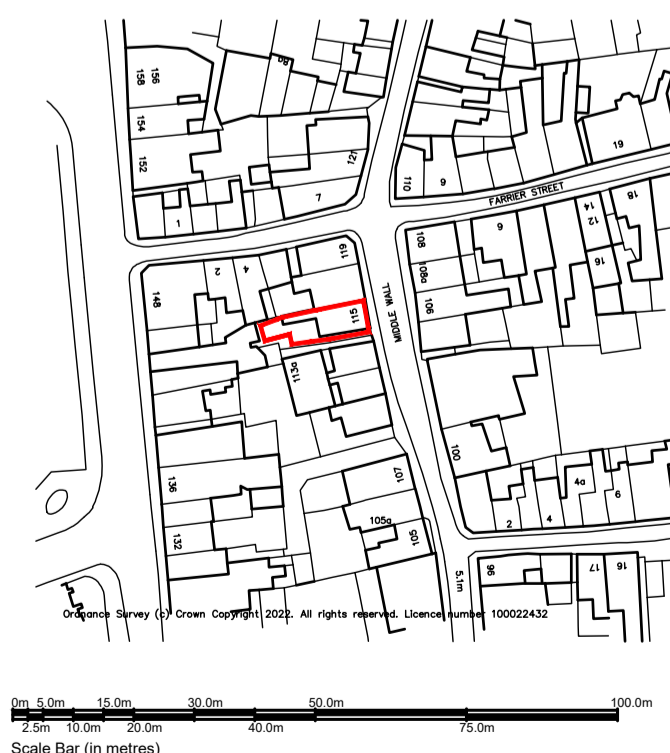 8a
156
158
154
152
1
7
121
110
9
19
FARRIER STREET
2
4
119
148
115
MIDDLE WALL
108
108a
106
6
14
12
16
18
113a
136
132
107
105a
105
100
2
4
4a
6
5.1m
96
17
16
Ordnance Survey (c) Crown Copyright 2022. All rights reserved. Licence number 100022432
0m 5.0m 15.0m 30.0m 50.0m 100.0m
2.5m 10.0m 20.0m 40.0m 75.0m
Scale Bar (in metres)